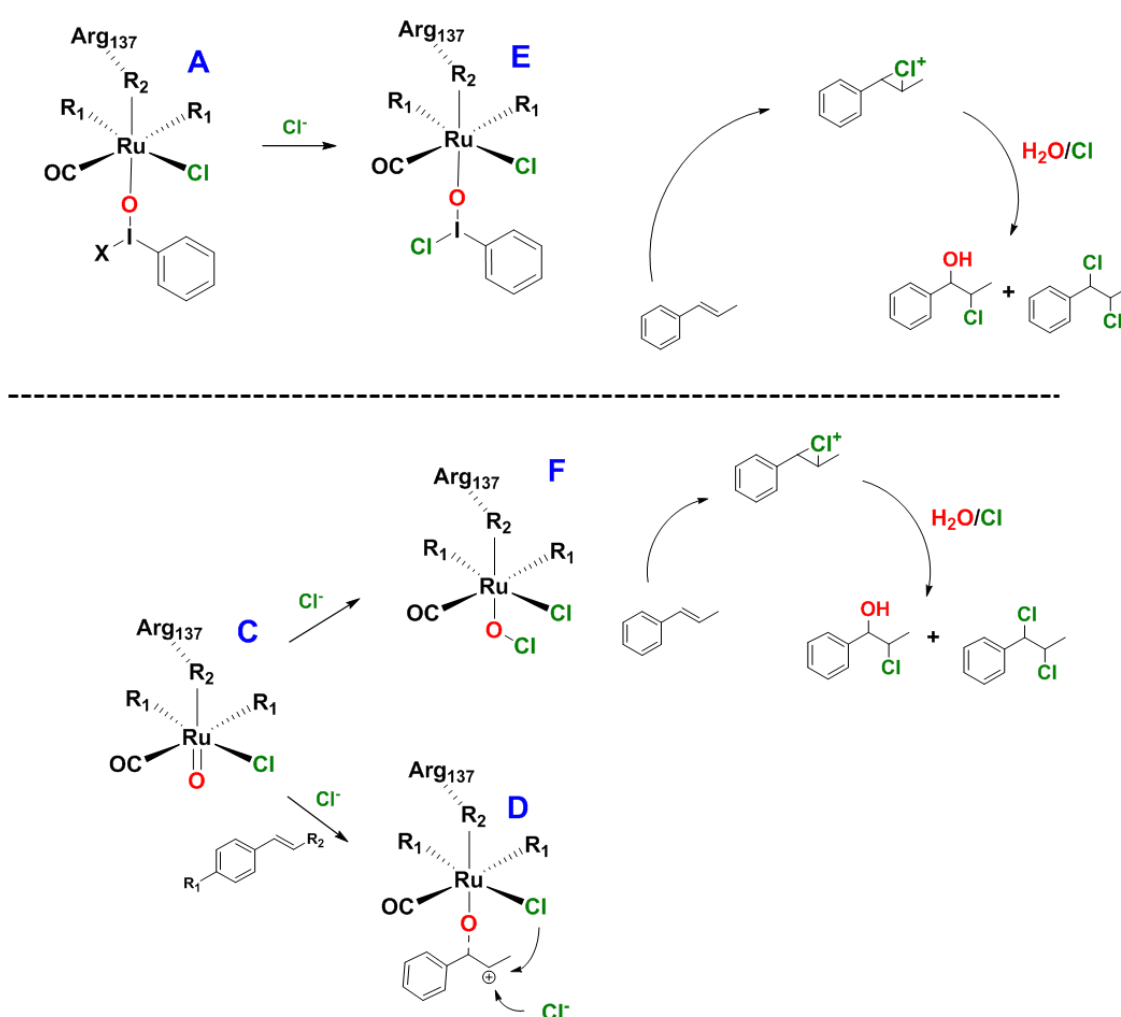 Arg137
A
R2
R1 R1
Ru
OC Cl
O
I
X
Cl-
Arg137
E
R2
R1 R1
Ru
OC Cl
O
Cl I
Cl+
H2O/Cl
OH
Cl
+
Cl
Cl
Arg137
F
R2
R1 R1
Ru
OC Cl
O
Cl
Cl-
Cl+
H2O/Cl
OH
Cl
+
Cl
Cl
Arg137
C
R2
R1 R1
Ru
OC Cl
O
Cl-
R2
R1
Arg137
D
R2
R1 R1
Ru
OC Cl
O
⊕
Cl-